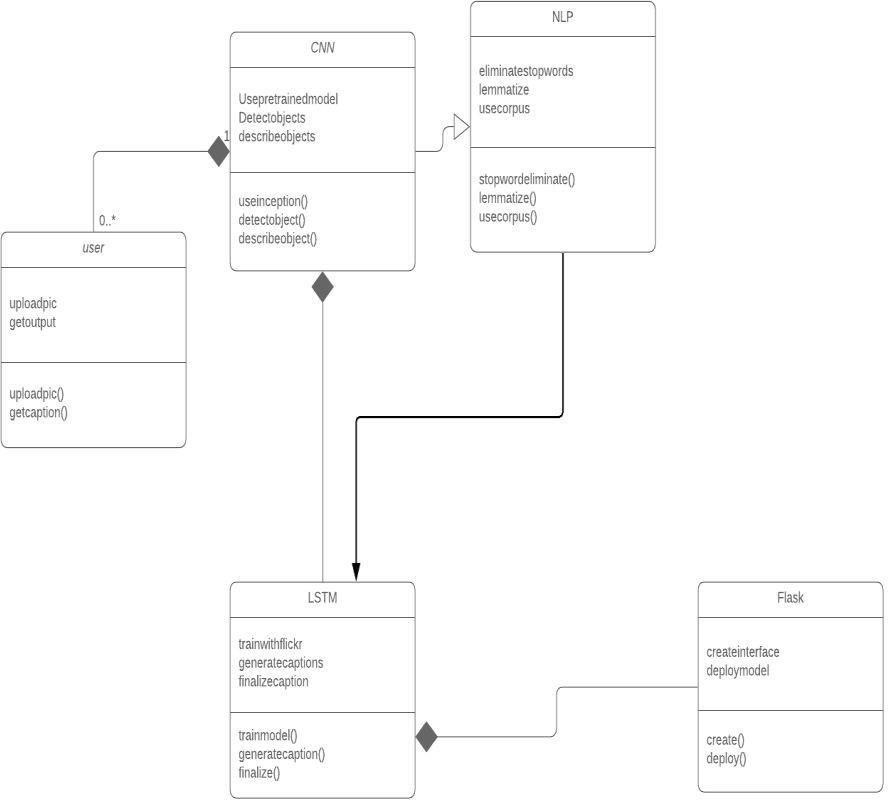 CNN
Usepretrainedmodel
Detectobjects
describeobjects
useinception()
detectobject()
describeobject()
NLP
eliminatestopwords
lemmatize
usecorpus
stopwordeliminate()
lemmatize()
usecorpus()
1
0..*
user
uploadpic
getoutput
uploadpic()
getcaption()
LSTM
trainwithflickr
generatecaptions
finalizecaption
trainmodel()
generatecaption()
finalize()
Flask
createinterface
deploymodel
create()
deploy()